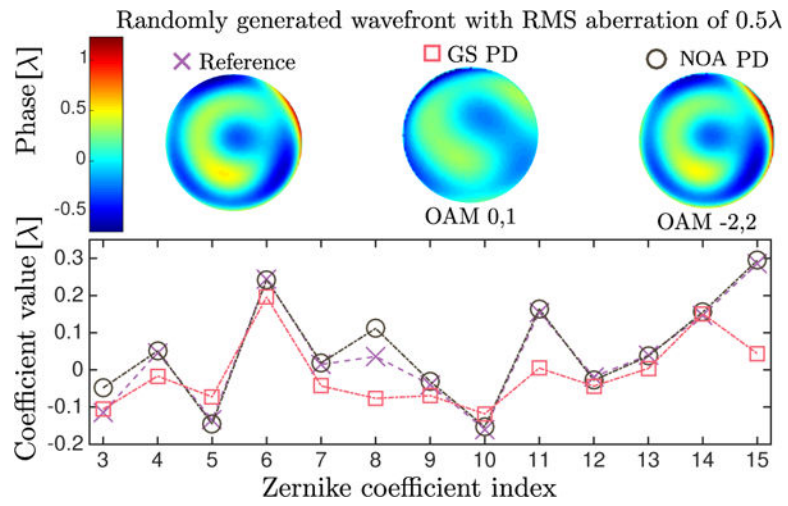 Randomly generated wavefront with RMS aberration of 0.5λ
Reference
GS PD
NOA PD
Phase[λ]
1
0.5
0
-0.5
OAM 0,1
OAM -2,2
Coefficient value[λ]
0.3
0.2
0.1
0
-0.1
-0.2
3 4 5 6 7 8 9 10 11 12 13 14 15
Zernike coefficient index